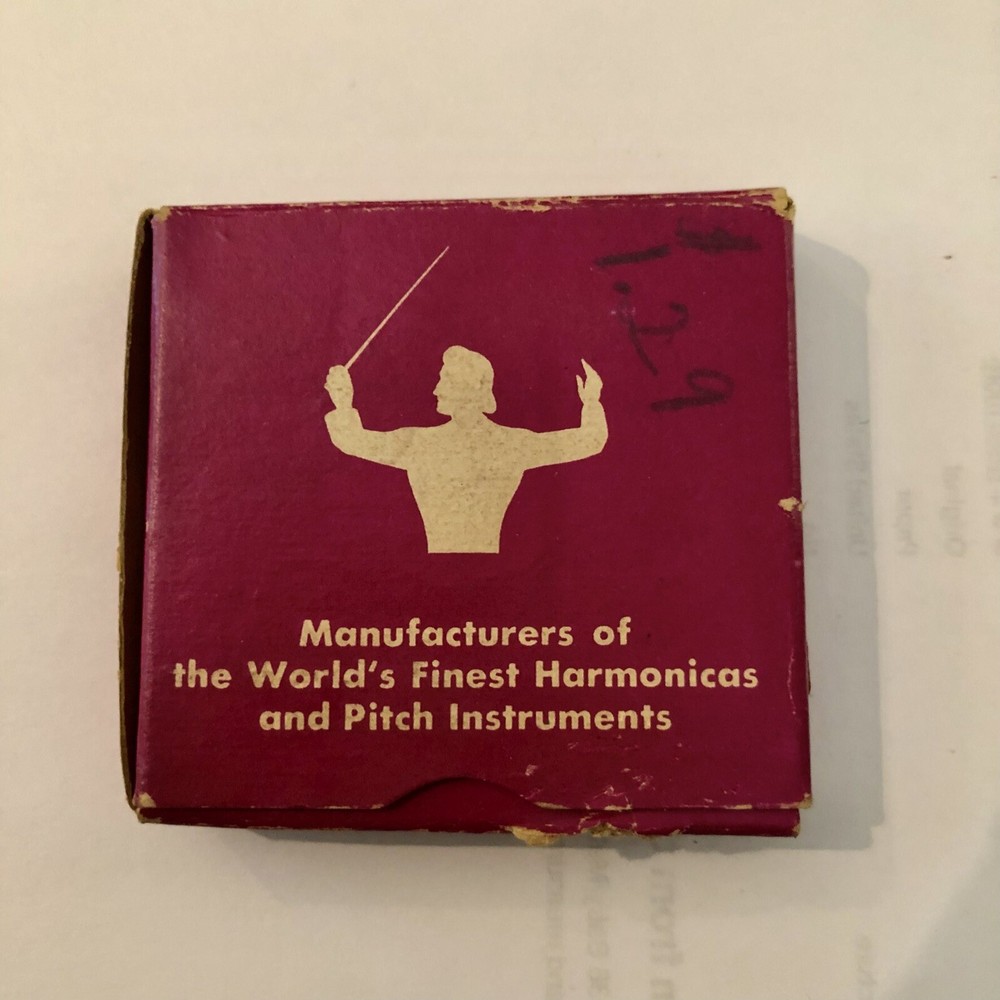 Manufacturers of
the World's Finest Harmonicas
and Pitch Instruments